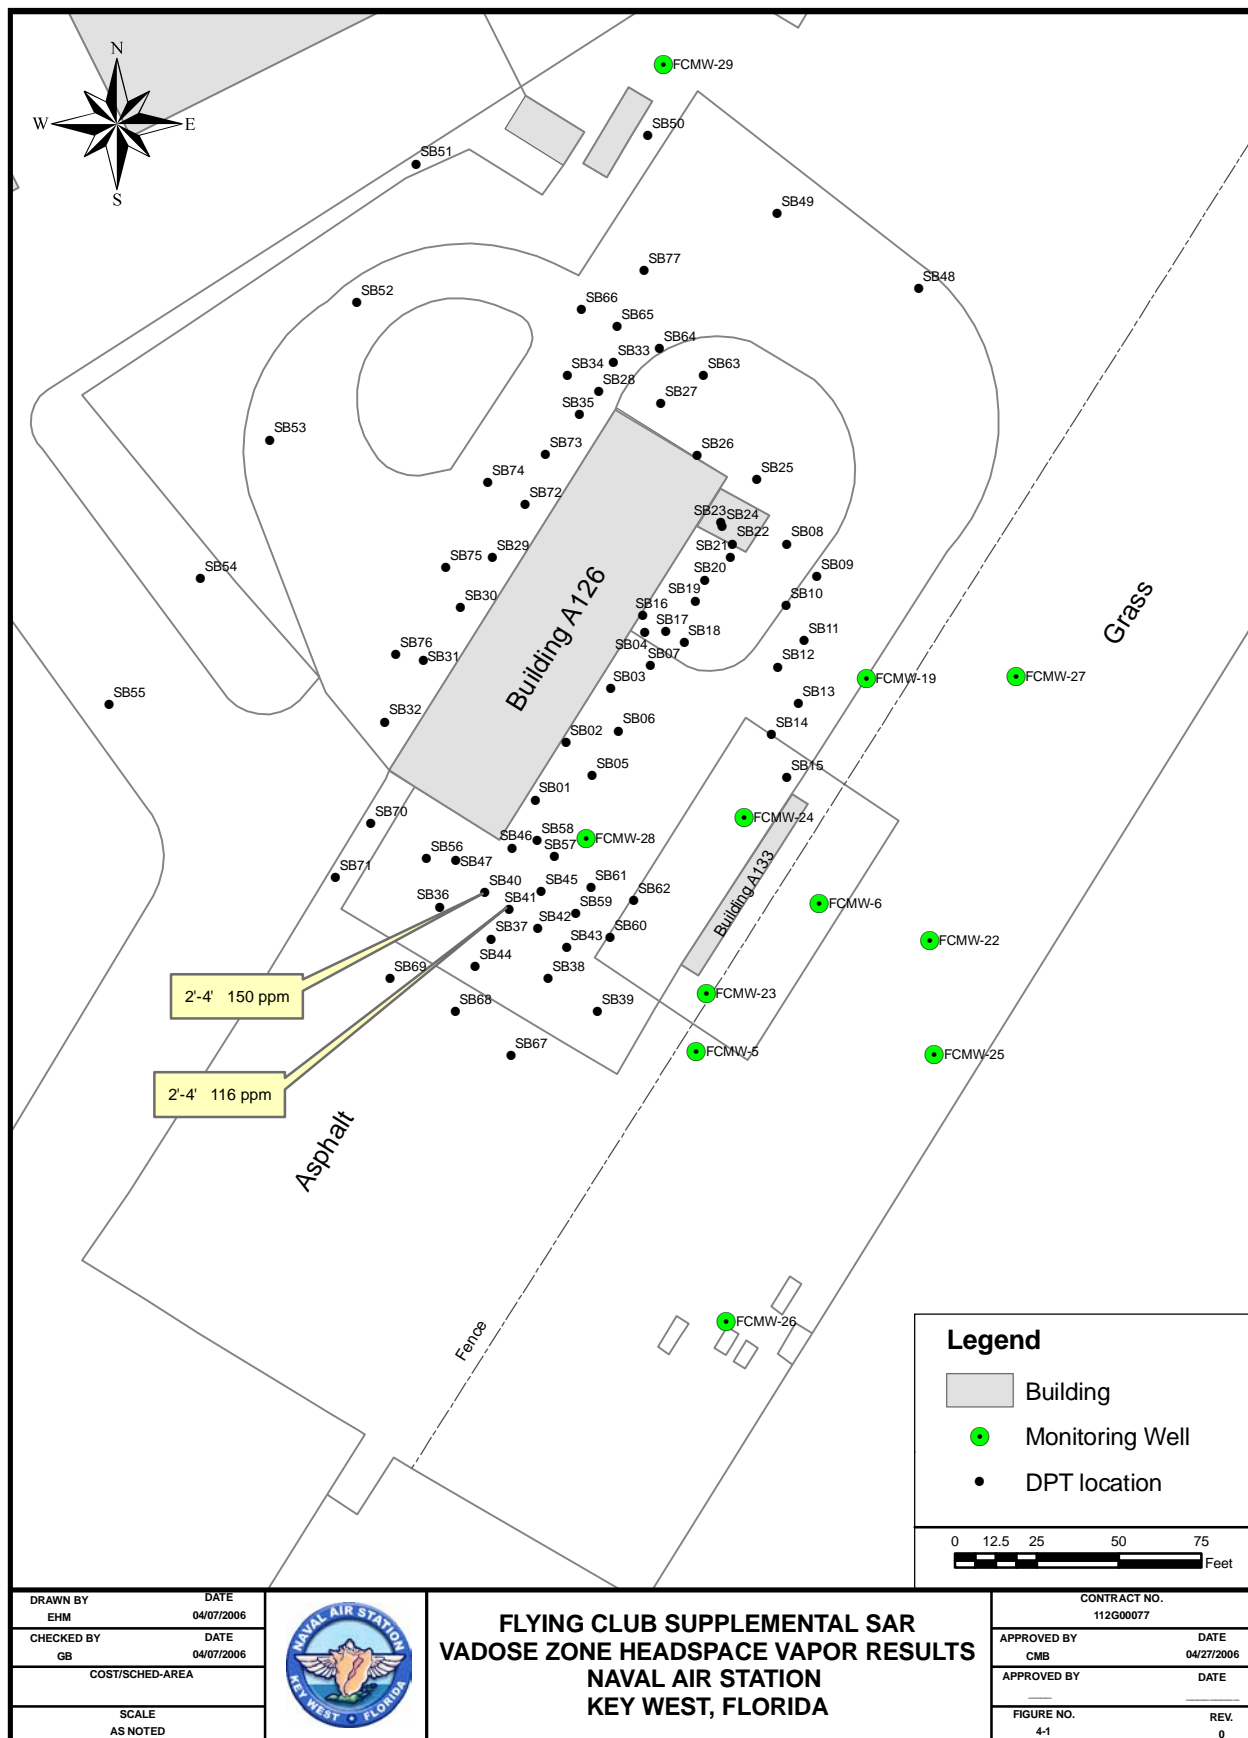 N
W
E
S
FCMW-29
SB50
SB51
SB49
SB77
SB48
SB52
SB66
SB65
SB64
SB33
SB34
SB63
SB28
SB27
SB35
SB53
SB73
SB26
SB74
SB25
SB72
SB23
SB24
SB22
SB08
SB29
SB21
SB75
SB09
SB54
SB20
SB19
SB30
SB10
SB16
SB17
SB18
SB04
SB11
SB76
SB31
SB07
SB12
Building A126
Grass
SB03
FCMW-19
FCMW-27
SB55
SB13
SB32
SB06
SB02
SB14
SB05
SB15
SB01
SB70
FCMW-24
SB58
FCMW-28
SB46
SB57
SB56
SB47
SB71
SB40
SB45
SB61
SB62
Building A133
SB36
SB41
SB59
FCMW-6
SB42
SB37
SB43
SB60
FCMW-22
SB44
SB69
SB38
2'-4' 150 ppm
FCMW-23
SB68
SB39
SB67
FCMW-5
FCMW-25
2'-4' 116 ppm
Asphalt
Fence
FCMW-26
Legend
Building
Monitoring Well
DPT location
0 12.5 25 50 75
Feet
DRAWN BY DATE
EHM 04/07/2006
CHECKED BY DATE
GB 04/07/2006
COST/SCHED-AREA
SCALE
AS NOTED
NAVAL AIR STATION
KEY WEST • FLORIDA
FLYING CLUB SUPPLEMENTAL SAR
VADOSE ZONE HEADSPACE VAPOR RESULTS
NAVAL AIR STATION
KEY WEST, FLORIDA
CONTRACT NO.
112G00077
APPROVED BY DATE
CMB 04/27/2006
APPROVED BY DATE
____ _________
FIGURE NO. REV.
4-1 0